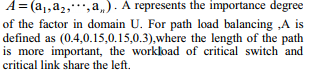 A=(a₁,a₂,⋯,aₙ). A represents the importance degree
of the factor in domain U. For path load balancing ,A is
defined as (0.4,0.15,0.15,0.3),where the length of the path
is more important, the workload of critical switch and
critical link share the left.